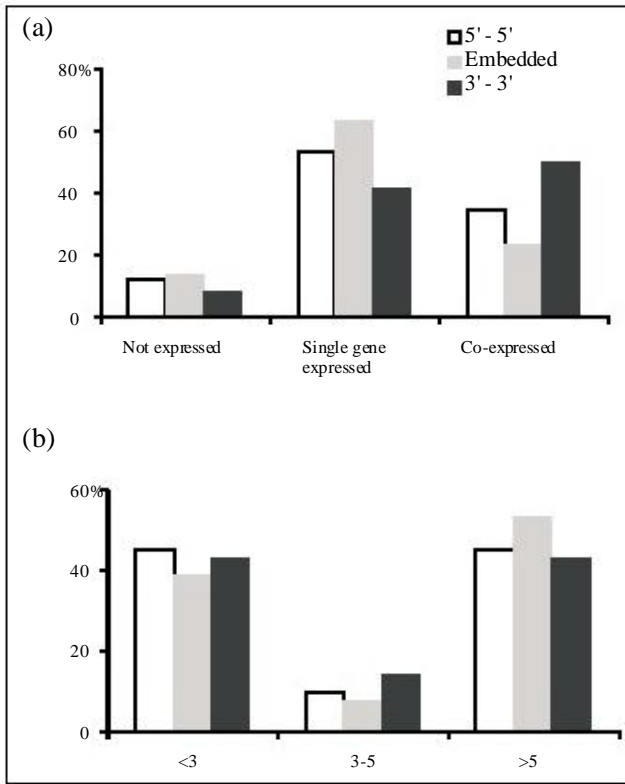 (a)
5' - 5'
Embedded
3' - 3'
80%
60
40
20
0
Not expressed
Single gene
expressed
Co-expressed
(b)
60%
40
20
0
<3
3-5
>5